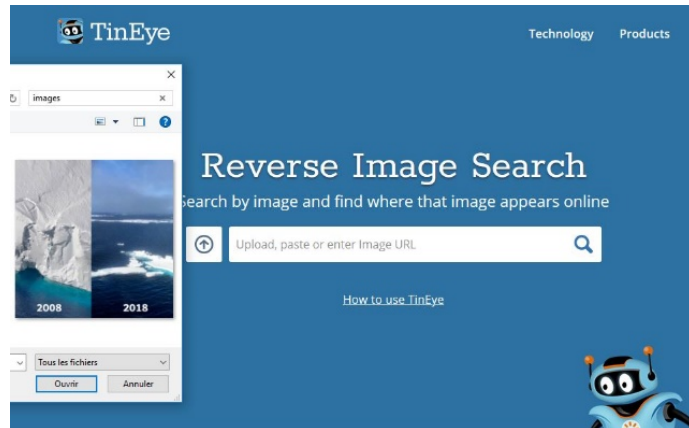 TinEye
Technology Products
images
2008 2018
Reverse Image Search
Search by image and find where that image appears online
Upload, paste or enter Image URL
How to use TinEye
Tous les fichiers
Ouvrir Annuler